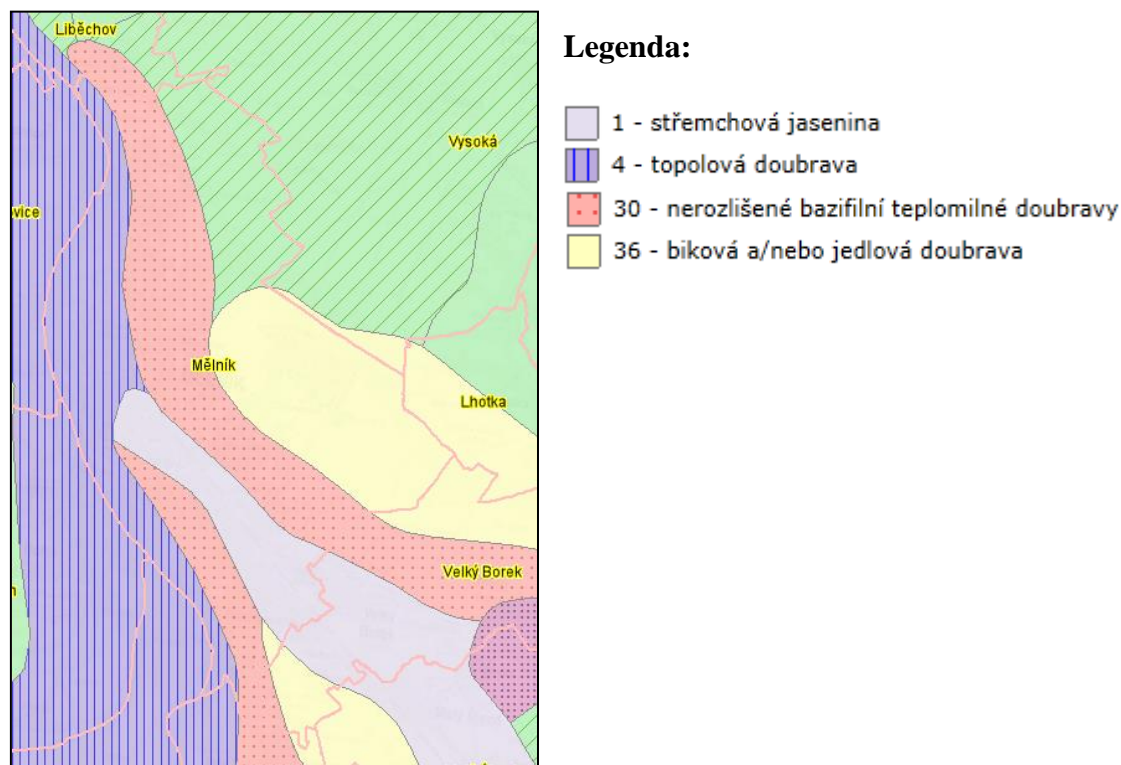 Liběchov
Vysoká
vice
Mělník
Lhotka
Velký Borek
Legenda:
1 - střemchová jasenina
4 - topolová doubrava
30 - nerozlišené bazifilní teplomilné doubravy
36 - biková a/nebo jedlová doubrava